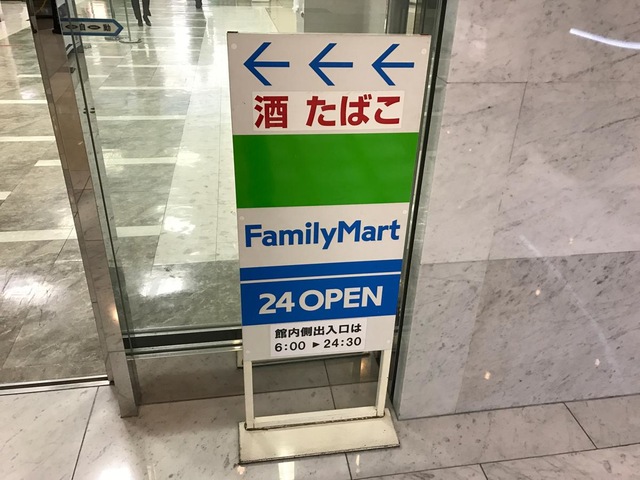 ← ← ←
酒 たばこ
FamilyMart
24 OPEN
館内側出入口は
6:00 ▶ 24:30